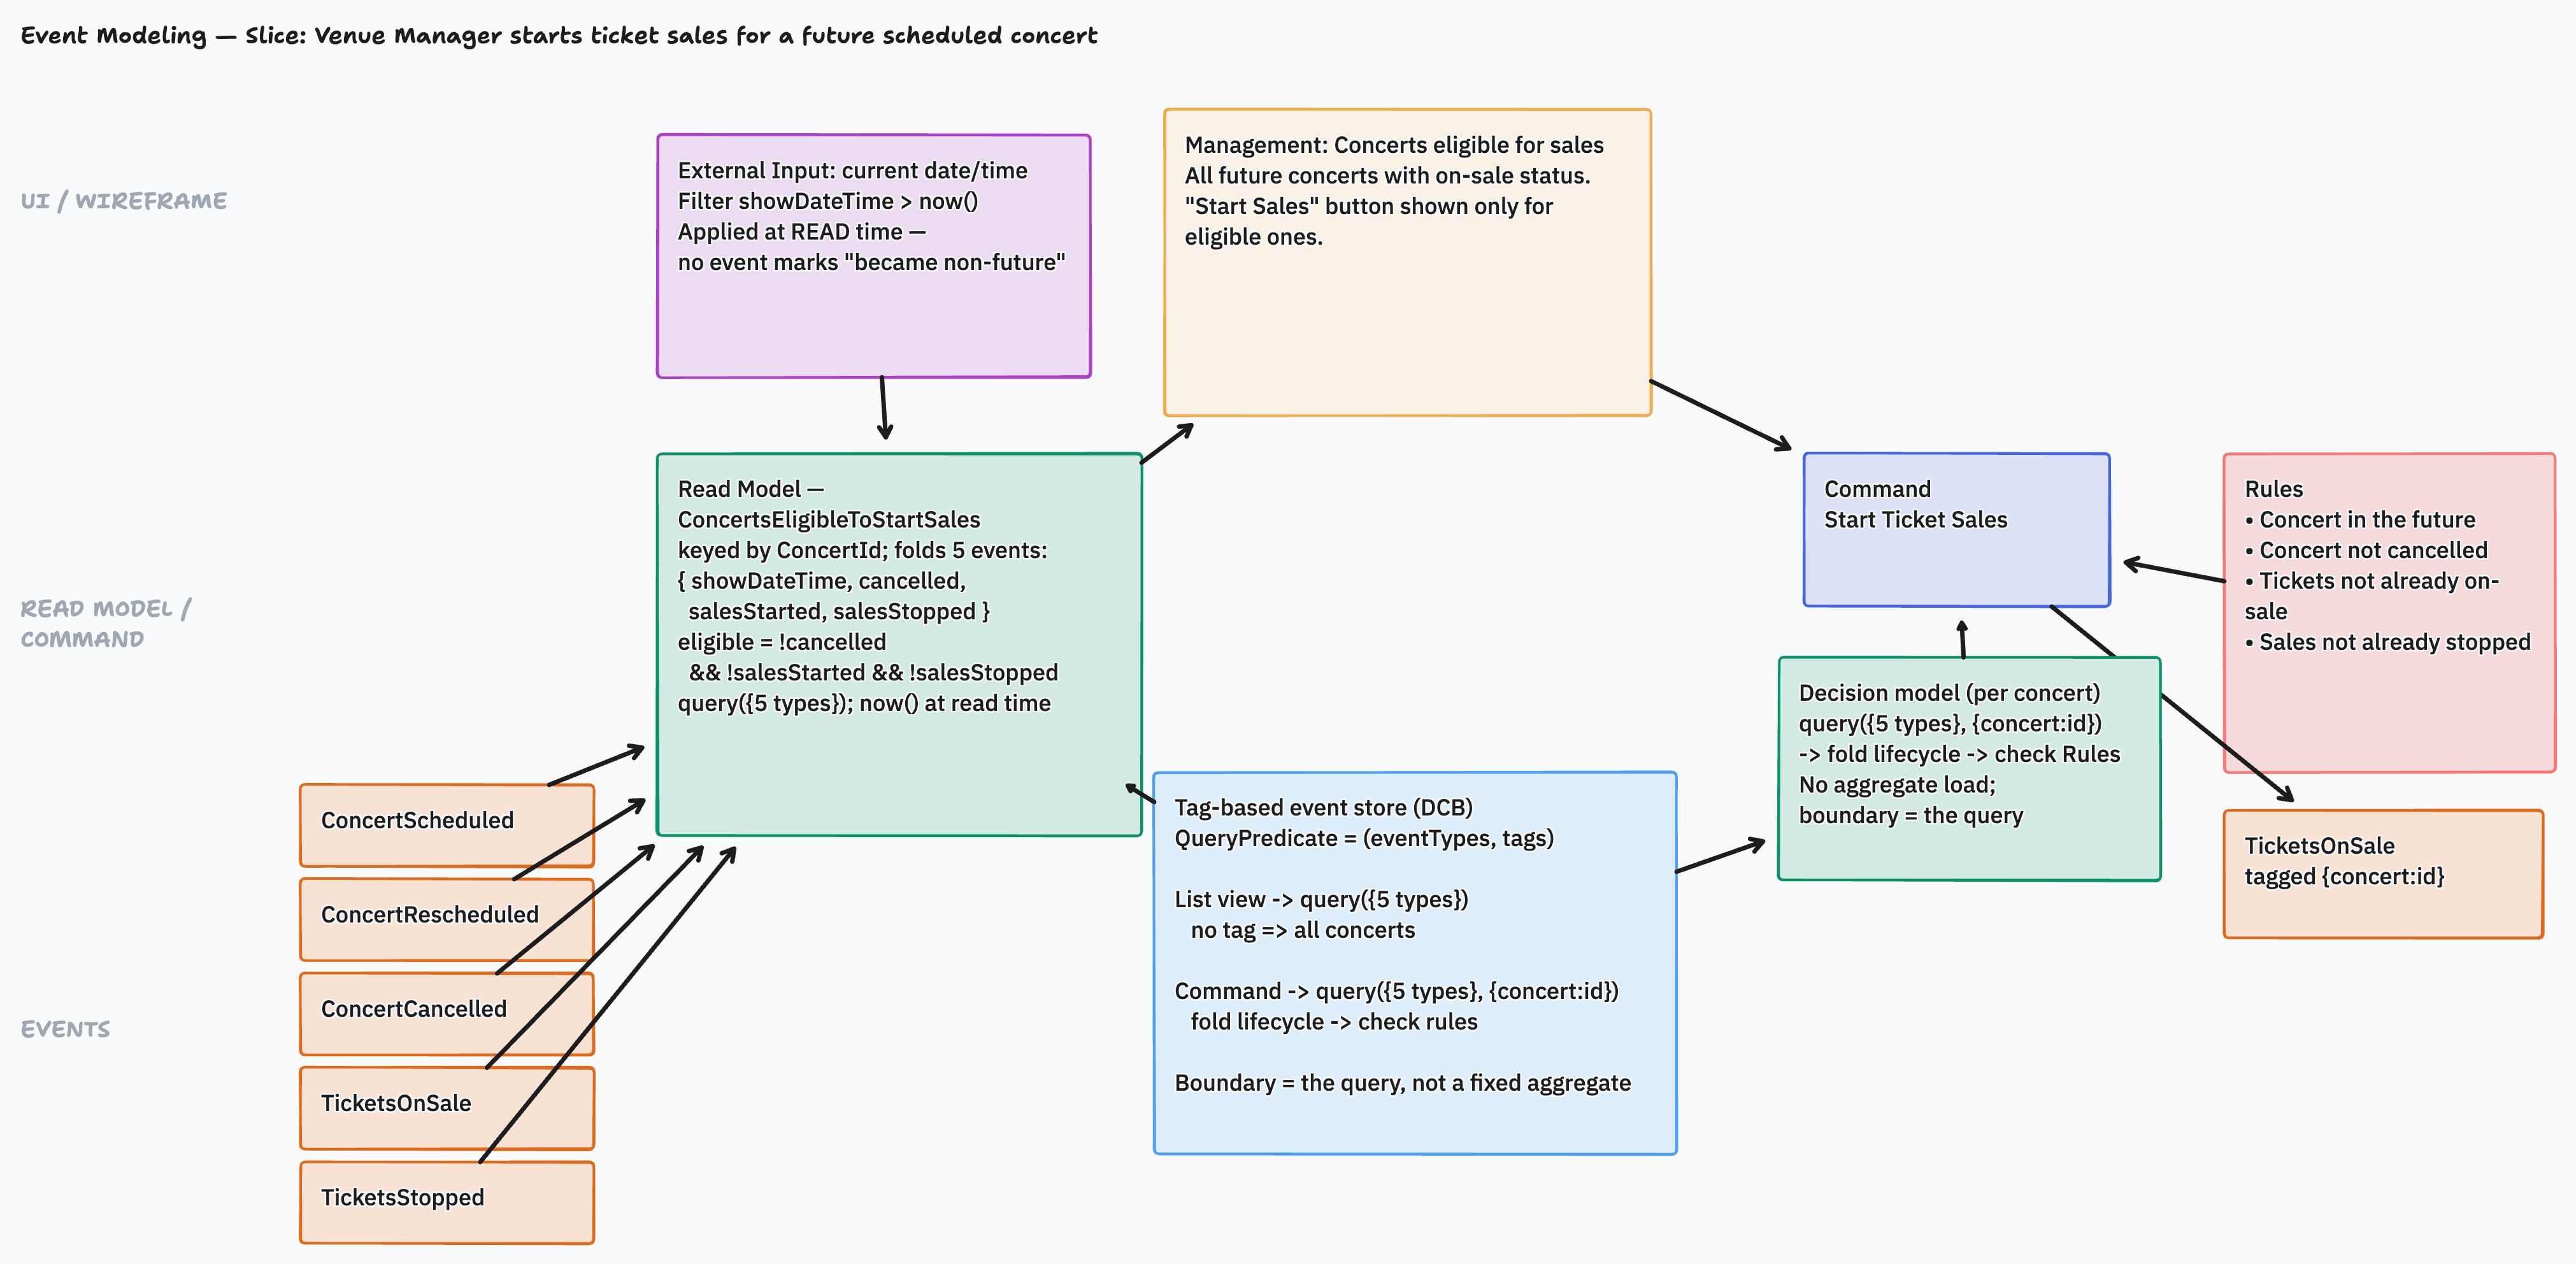 Event Modeling — Slice: Venue Manager starts ticket sales for a future scheduled concert
UI / WIREFRAME
External Input: current date/time
Filter showDateTime > now()
Applied at READ time —
no event marks "became non-future"
Management: Concerts eligible for sales
All future concerts with on-sale status.
"Start Sales" button shown only for
eligible ones.
READ MODEL /
COMMAND
Read Model —
ConcertsEligibleToStartSales
keyed by ConcertId; folds 5 events:
{ showDateTime, cancelled,
salesStarted, salesStopped }
eligible = !cancelled
&& !salesStarted && !salesStopped
query({5 types}); now() at read time
Command
Start Ticket Sales
Rules
• Concert in the future
• Concert not cancelled
• Tickets not already on-
sale
• Sales not already stopped
Decision model (per concert)
query({5 types}, {concert:id})
-> fold lifecycle -> check Rules
No aggregate load;
boundary = the query
EVENTS
ConcertScheduled
ConcertRescheduled
ConcertCancelled
TicketsOnSale
TicketsStopped
Tag-based event store (DCB)
QueryPredicate = (eventTypes, tags)
List view -> query({5 types})
no tag => all concerts
Command -> query({5 types}, {concert:id})
fold lifecycle -> check rules
Boundary = the query, not a fixed aggregate
TicketsOnSale
tagged {concert:id}